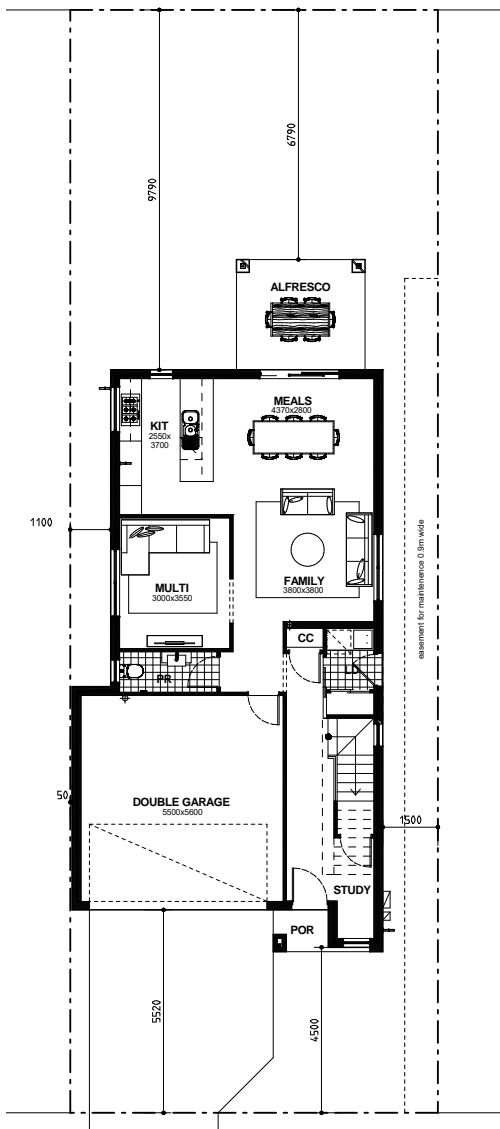 9790
6790
ALFRESCO
MEALS
4370x2800
KIT
2550x
3700
1100
easement for maintenence 0.9m wide
MULTI
3000x3550
FAMILY
3800x3800
CC
L
PR
50
DOUBLE GARAGE
5500x5600
1500
STUDY
POR
5520
4500